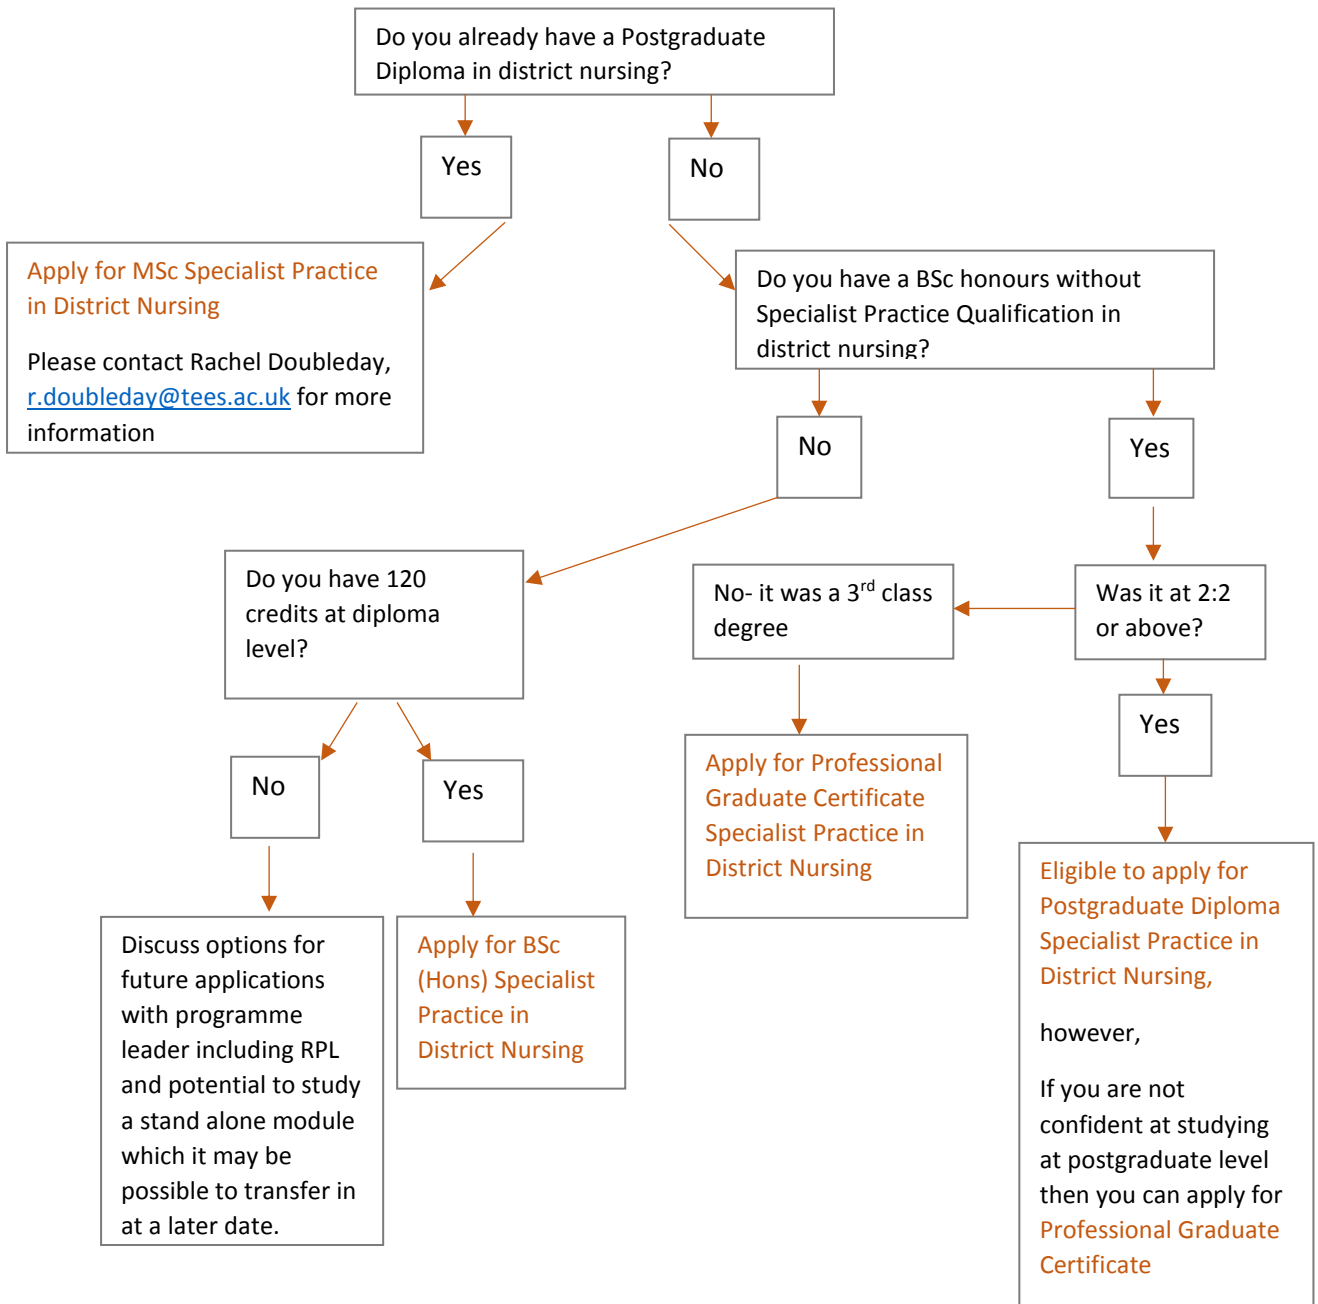 Do you already have a Postgraduate
Diploma in district nursing?
Yes
No
Apply for MSc Specialist Practice
in District Nursing
Please contact Rachel Doubleday,
r.doubleday@tees.ac.uk for more
information
Do you have a BSc honours without
Specialist Practice Qualification in
district nursing?
No
Yes
Do you have 120
credits at diploma
level?
No- it was a 3rd class
degree
Was it at 2:2
or above?
Yes
No
Yes
Apply for Professional
Graduate Certificate
Specialist Practice in
District Nursing
Eligible to apply for
Postgraduate Diploma
Specialist Practice in
District Nursing,
however,
If you are not
confident at studying
at postgraduate level
then you can apply for
Professional Graduate
Certificate
Discuss options for
future applications
with programme
leader including RPL
and potential to study
a stand alone module
which it may be
possible to transfer in
at a later date.
Apply for BSc
(Hons) Specialist
Practice in
District Nursing